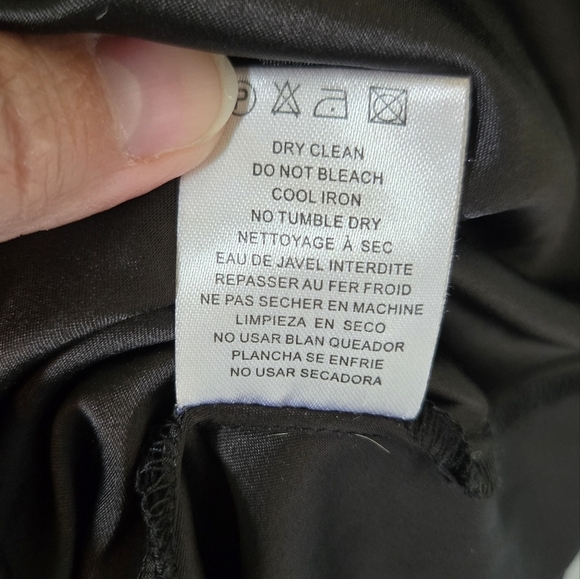 P
DRY CLEAN
DO NOT BLEACH
COOL IRON
NO TUMBLE DRY
NETTOYAGE À SEC
EAU DE JAVEL INTERDITE
REPASSER AU FER FROID
NE PAS SECHER EN MACHINE
LIMPIEZA EN SECO
NO USAR BLAN QUEADOR
PLANCHA SE ENFRIE
NO USAR SECADORA